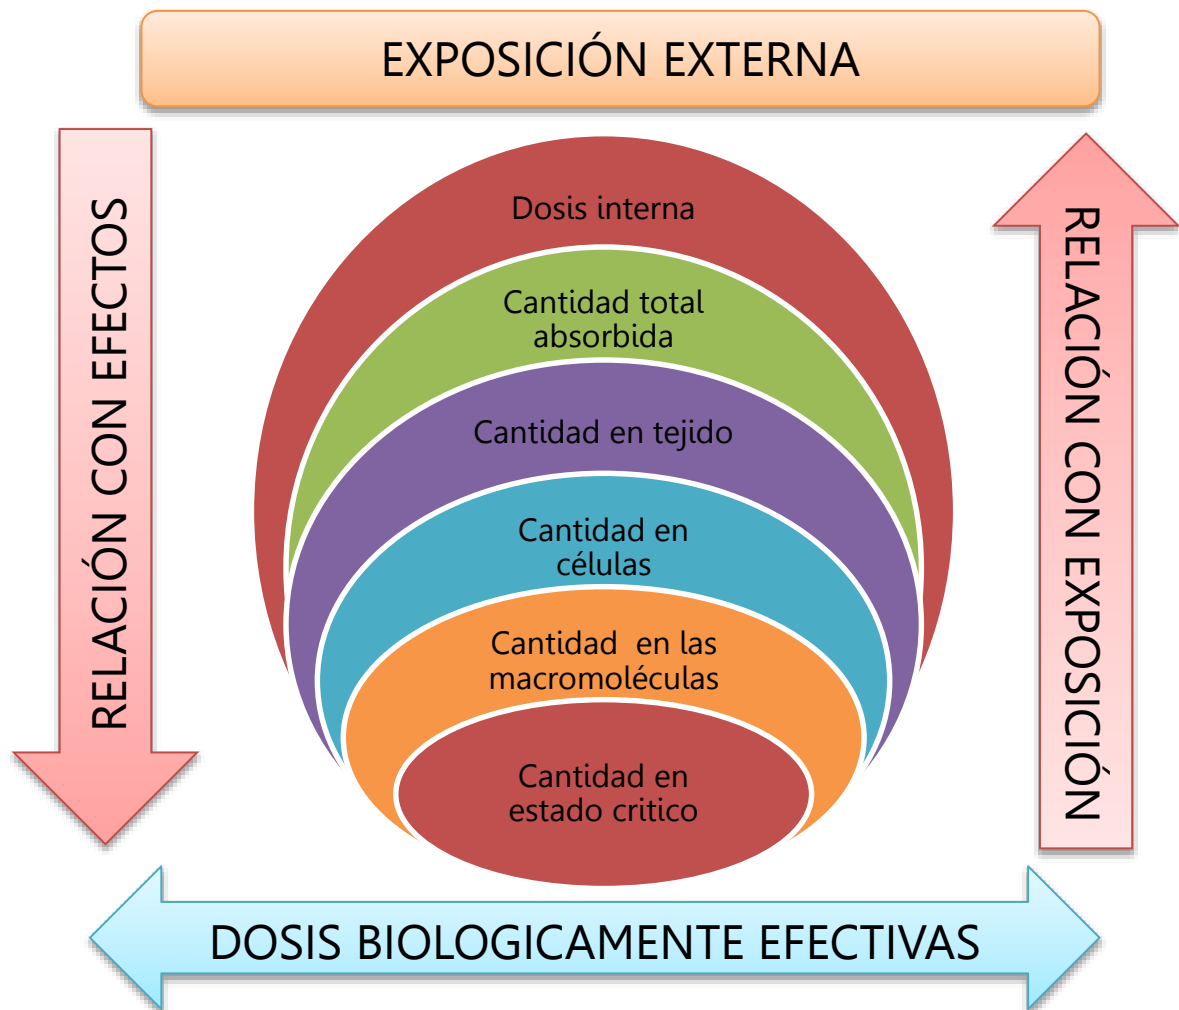 EXPOSICIÓN EXTERNA
RELACIÓN CON EFECTOS
Dosis interna
Cantidad total
absorbida
Cantidad en tejido
Cantidad en
células
Cantidad  en las
macromoléculas
Cantidad en
estado critico
RELACIÓN CON EXPOSICIÓN
DOSIS BIOLOGICAMENTE EFECTIVAS